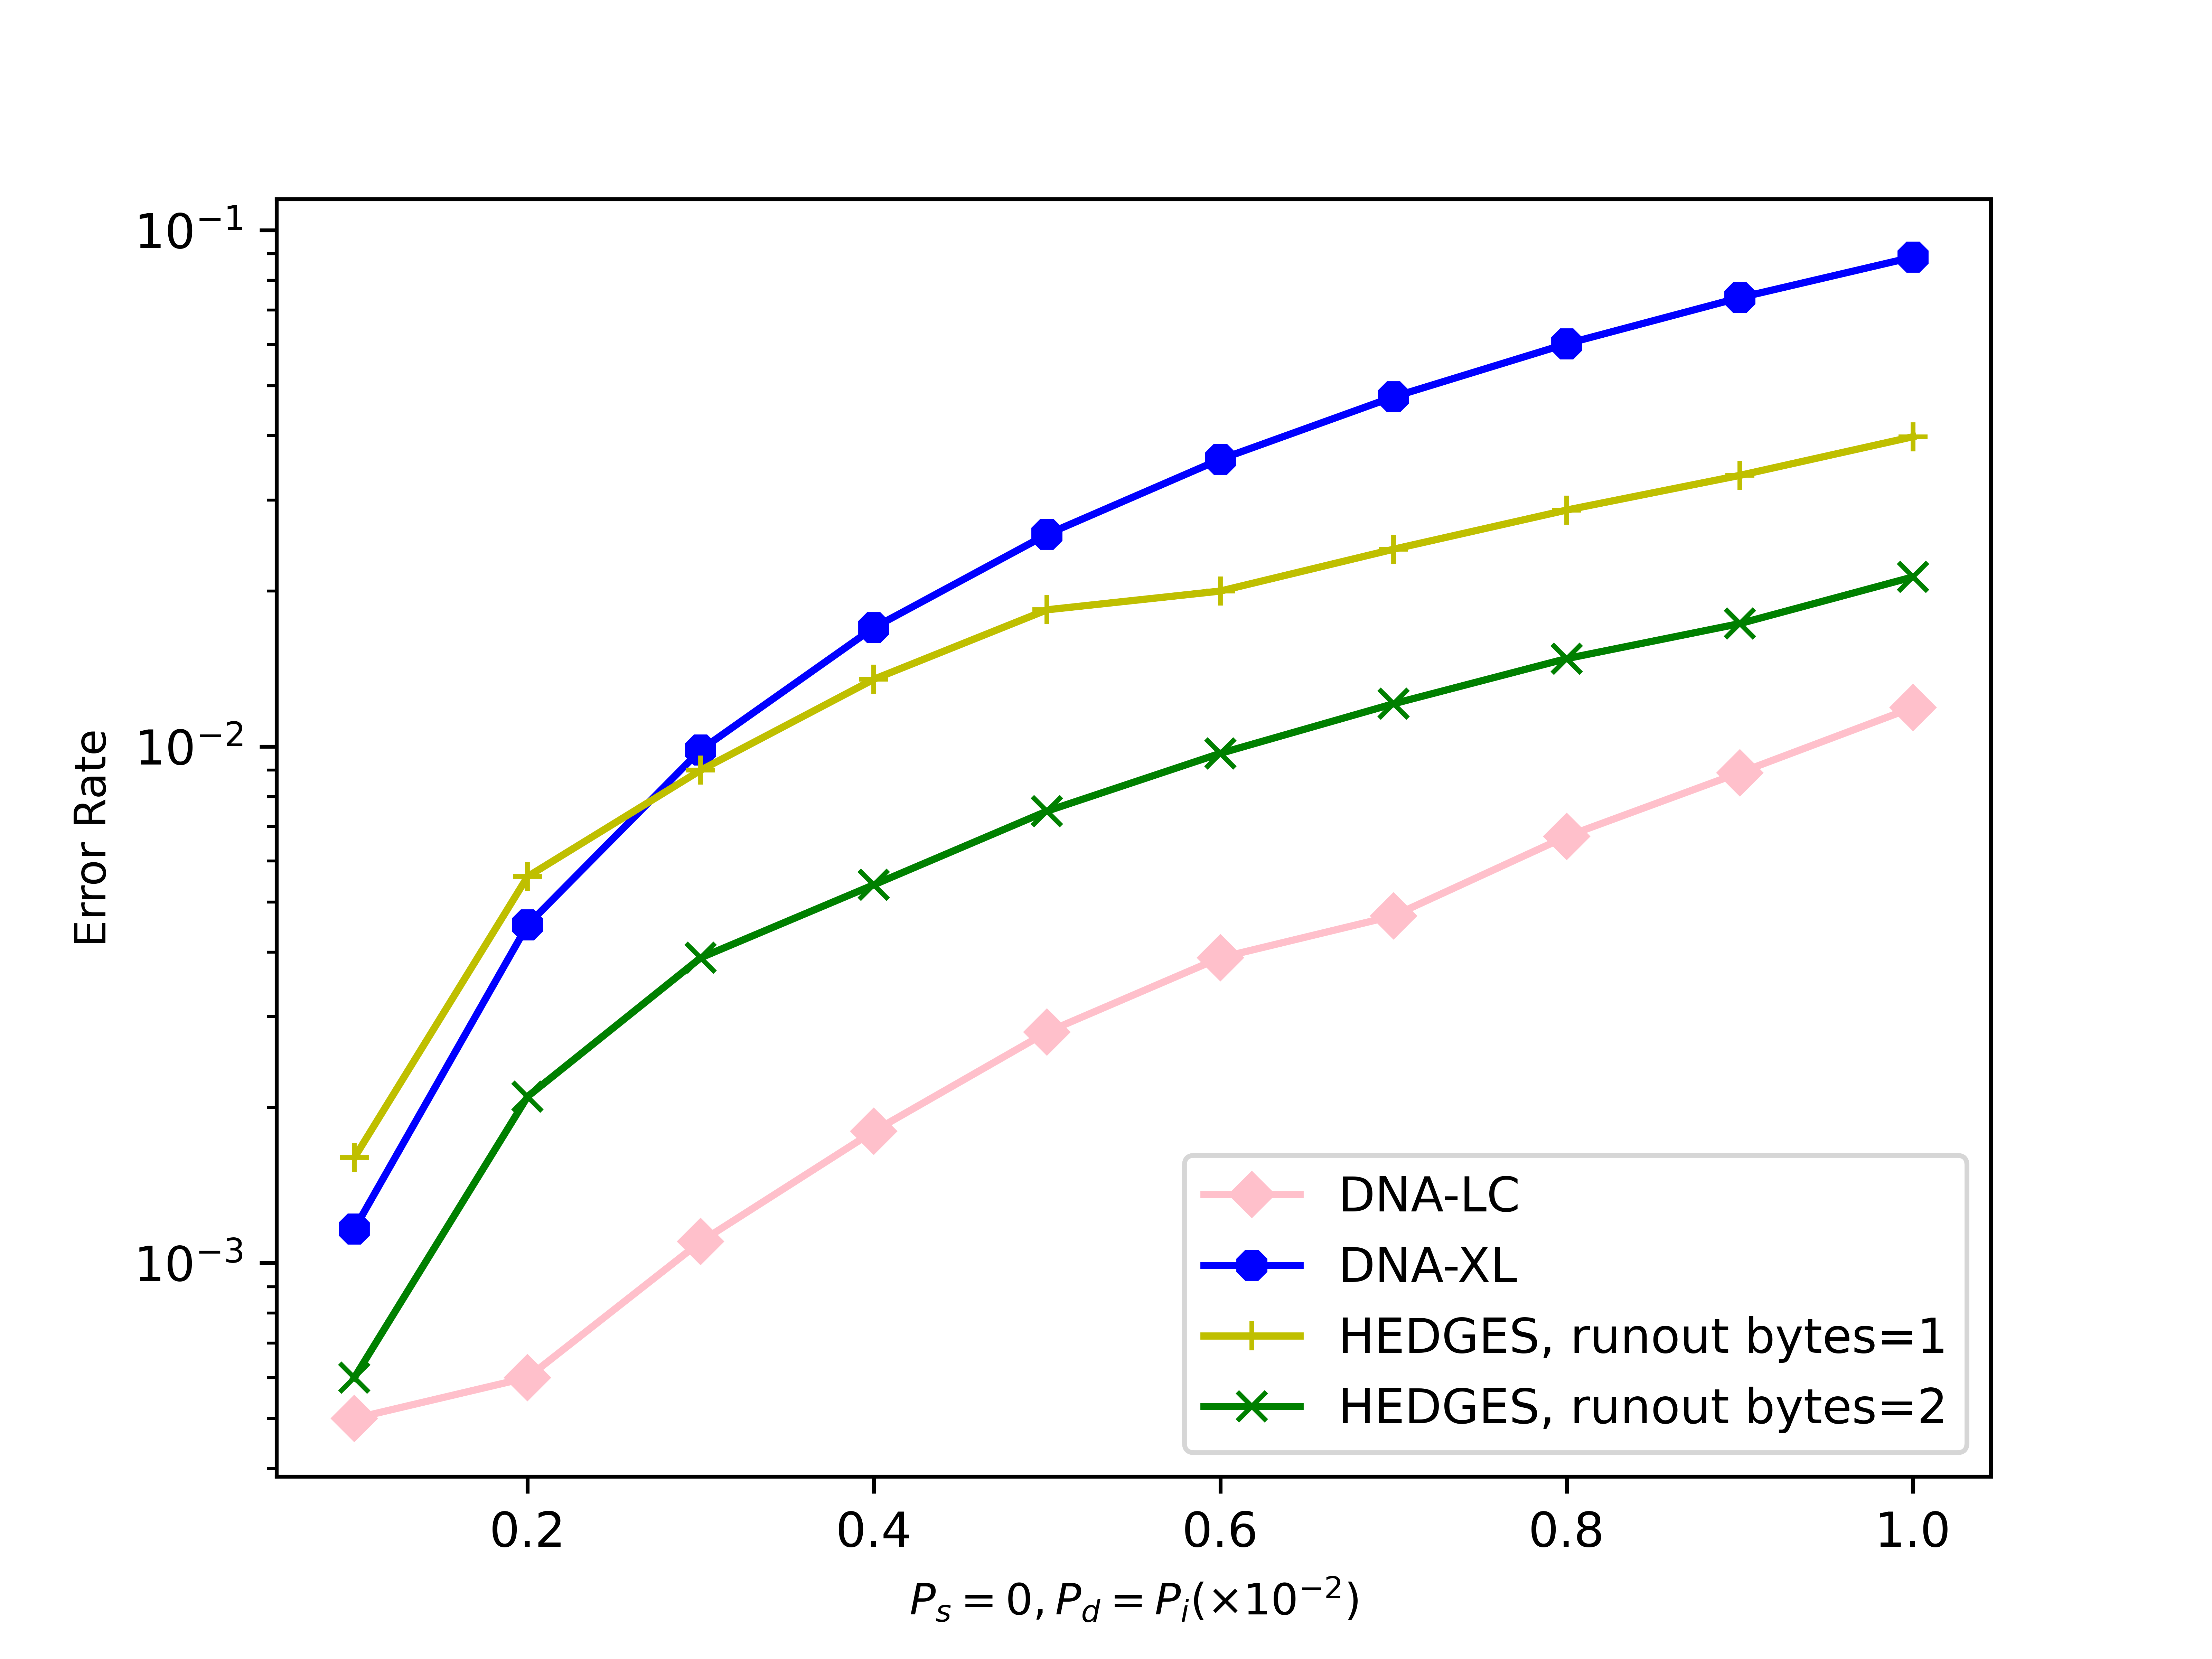 10⁻¹
10⁻²
10⁻³
Error Rate
0.2 0.4 0.6 0.8 1.0
Pₛ = 0, P_d = Pᵢ(×10⁻²)
DNA-LC
DNA-XL
HEDGES, runout bytes=1
HEDGES, runout bytes=2